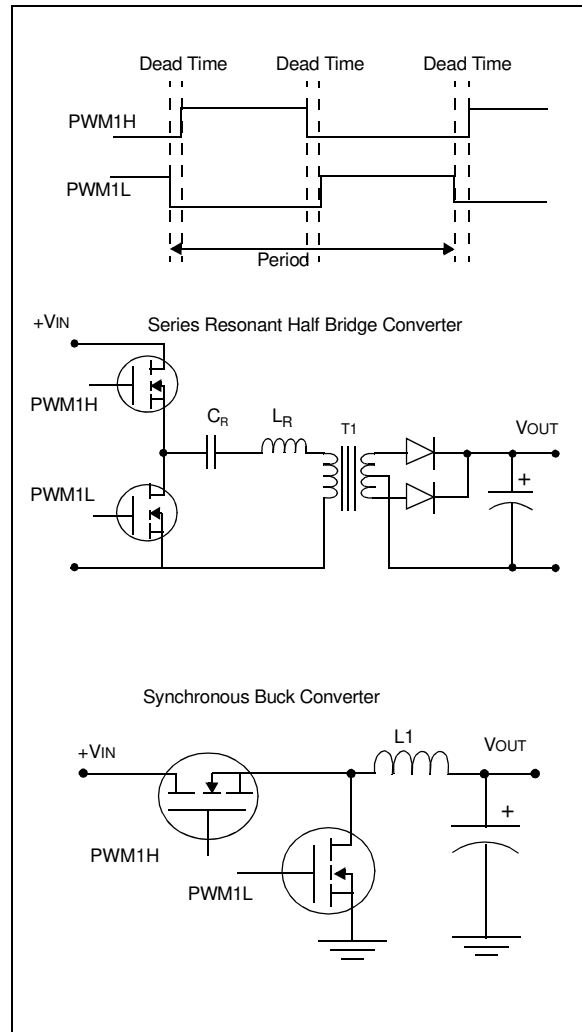 Dead Time Dead Time Dead Time
PWM1H
PWM1L
Period
Series Resonant Half Bridge Converter
+VIN
PWM1H
CR LR T1 VOUT
+
PWM1L
Synchronous Buck Converter
+VIN L1 VOUT
+
PWM1H
PWM1L